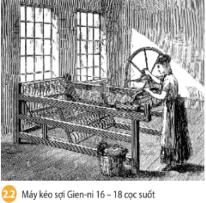 2.2 Máy kéo sợi Gien-ni 16 – 18 cọc suốt